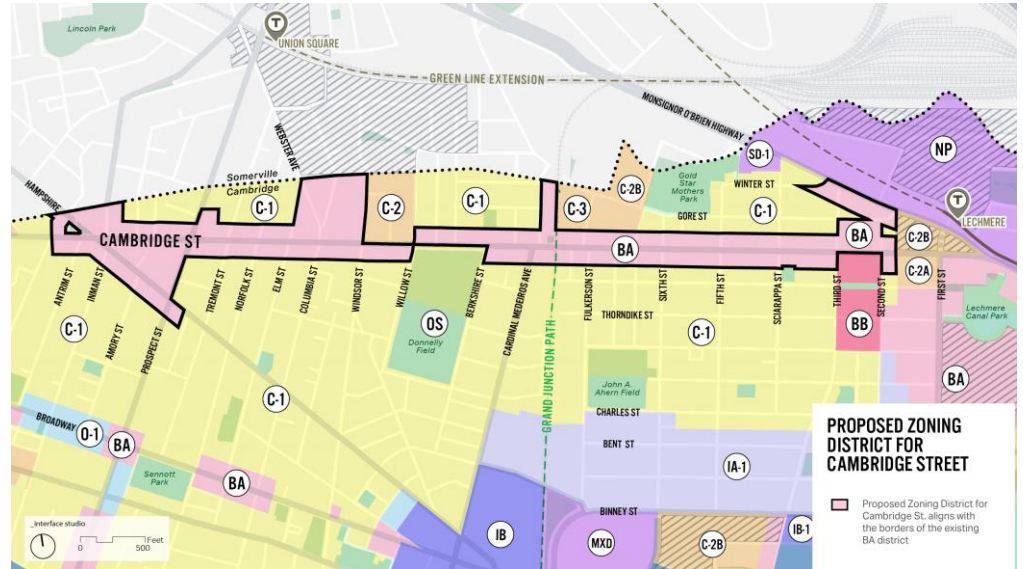 Lincoln Park
T
UNION SQUARE
GREEN LINE EXTENSION
MONSIGNOR O'BRIEN HIGHWAY
WEBSTER AVE
NP
SD-1
C-2B
Gold
Star
Mothers
Park
WINTER ST
Somerville
Cambridge
HAMPSHIRE
C-1
C-2
C-1
C-3
C-1
GORE ST
T
LECHMERE
CAMBRIDGE ST
BA
BA
C-2B
C-2A
ANTRIM ST
INMAN ST
AMORY ST
PROSPECT ST
TREMONT ST
NORFOLK ST
ELM ST
COLUMBIA ST
WINDSOR ST
WILLOW ST
BERKSHIRE ST
CARDINAL MEDEIROS AVE
FULKERSON ST
SIXTH ST
FIFTH ST
SCIARAPPA ST
THIRD ST
SECOND ST
FIRST ST
THORNDIKE ST
C-1
OS
Donnelly
Field
C-1
BB
Lechmere
Canal Park
GRAND JUNCTION PATH
C-1
John A.
Ahern Field
BA
CHARLES ST
BENT ST
BROADWAY
O-1
BA
Sennott
Park
BA
IA-1
BINNEY ST
IB
MXD
C-2B
IB-1
_interface studio
0 500 Feet
PROPOSED ZONING
DISTRICT FOR
CAMBRIDGE STREET
Proposed Zoning District for
Cambridge St. aligns with
the borders of the existing
BA district